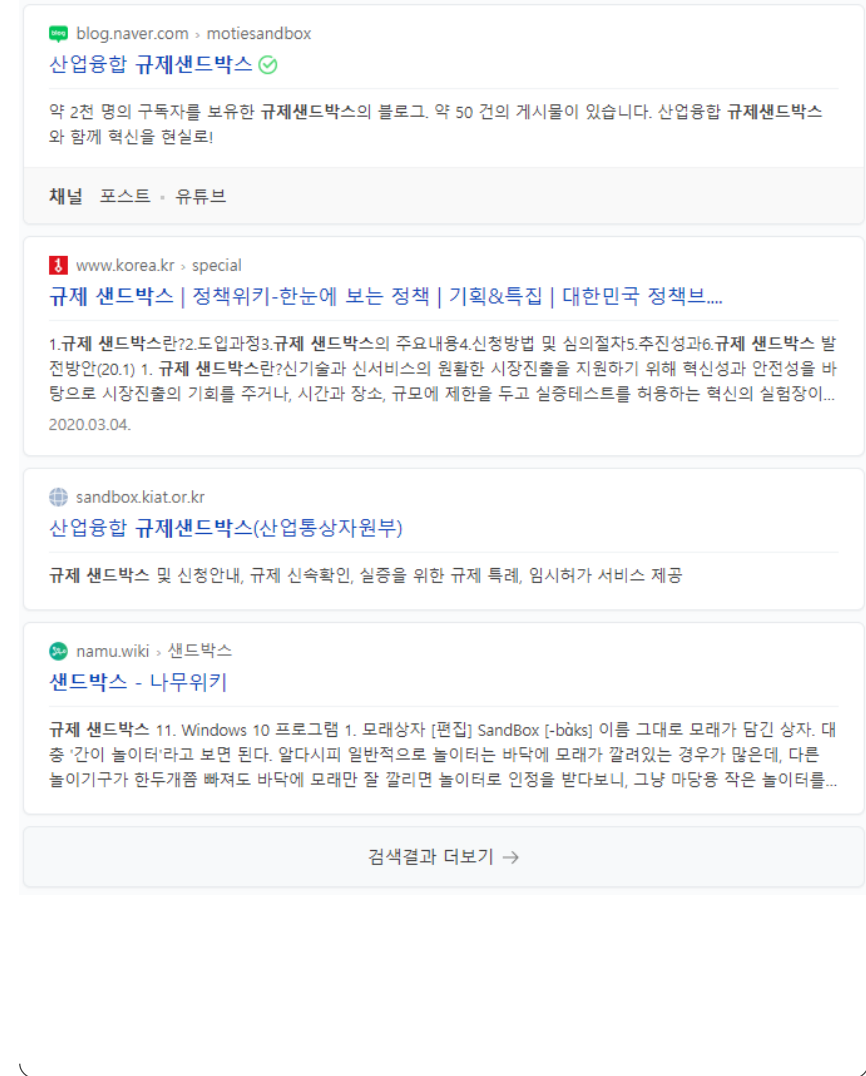 blog.naver.com › motiesandbox
산업융합 규제샌드박스
약 2천 명의 구독자를 보유한 규제샌드박스의 블로그. 약 50 건의 게시물이 있습니다. 산업융합 규제샌드박스
와 함께 혁신을 현실로!
채널 포스트 · 유튜브
www.korea.kr › special
규제 샌드박스 | 정책위키-한눈에 보는 정책 | 기획&특집 | 대한민국 정책브....
1.규제 샌드박스란?2.도입과정3.규제 샌드박스의 주요내용4.신청방법 및 심의절차5.추진성과6.규제 샌드박스 발
전방안(20.1) 1. 규제 샌드박스란?신기술과 신서비스의 원활한 시장진출을 지원하기 위해 혁신성과 안전성을 바
탕으로 시장진출의 기회를 주거나, 시간과 장소, 규모에 제한을 두고 실증테스트를 허용하는 혁신의 실험장이...
2020.03.04.
sandbox.kiat.or.kr
산업융합 규제샌드박스(산업통상자원부)
규제 샌드박스 및 신청안내, 규제 신속확인, 실증을 위한 규제 특례, 임시허가 서비스 제공
namu.wiki › 샌드박스
샌드박스 - 나무위키
규제 샌드박스 11. Windows 10 프로그램 1. 모래상자 [편집] SandBox [-bàks] 이름 그대로 모래가 담긴 상자. 대
충 '간이 놀이터'라고 보면 된다. 알다시피 일반적으로 놀이터는 바닥에 모래가 깔려있는 경우가 많은데, 다른
놀이기구가 한두개쯤 빠져도 바닥에 모래만 잘 깔리면 놀이터로 인정을 받다보니, 그냥 마당용 작은 놀이터를...
검색결과 더보기 →